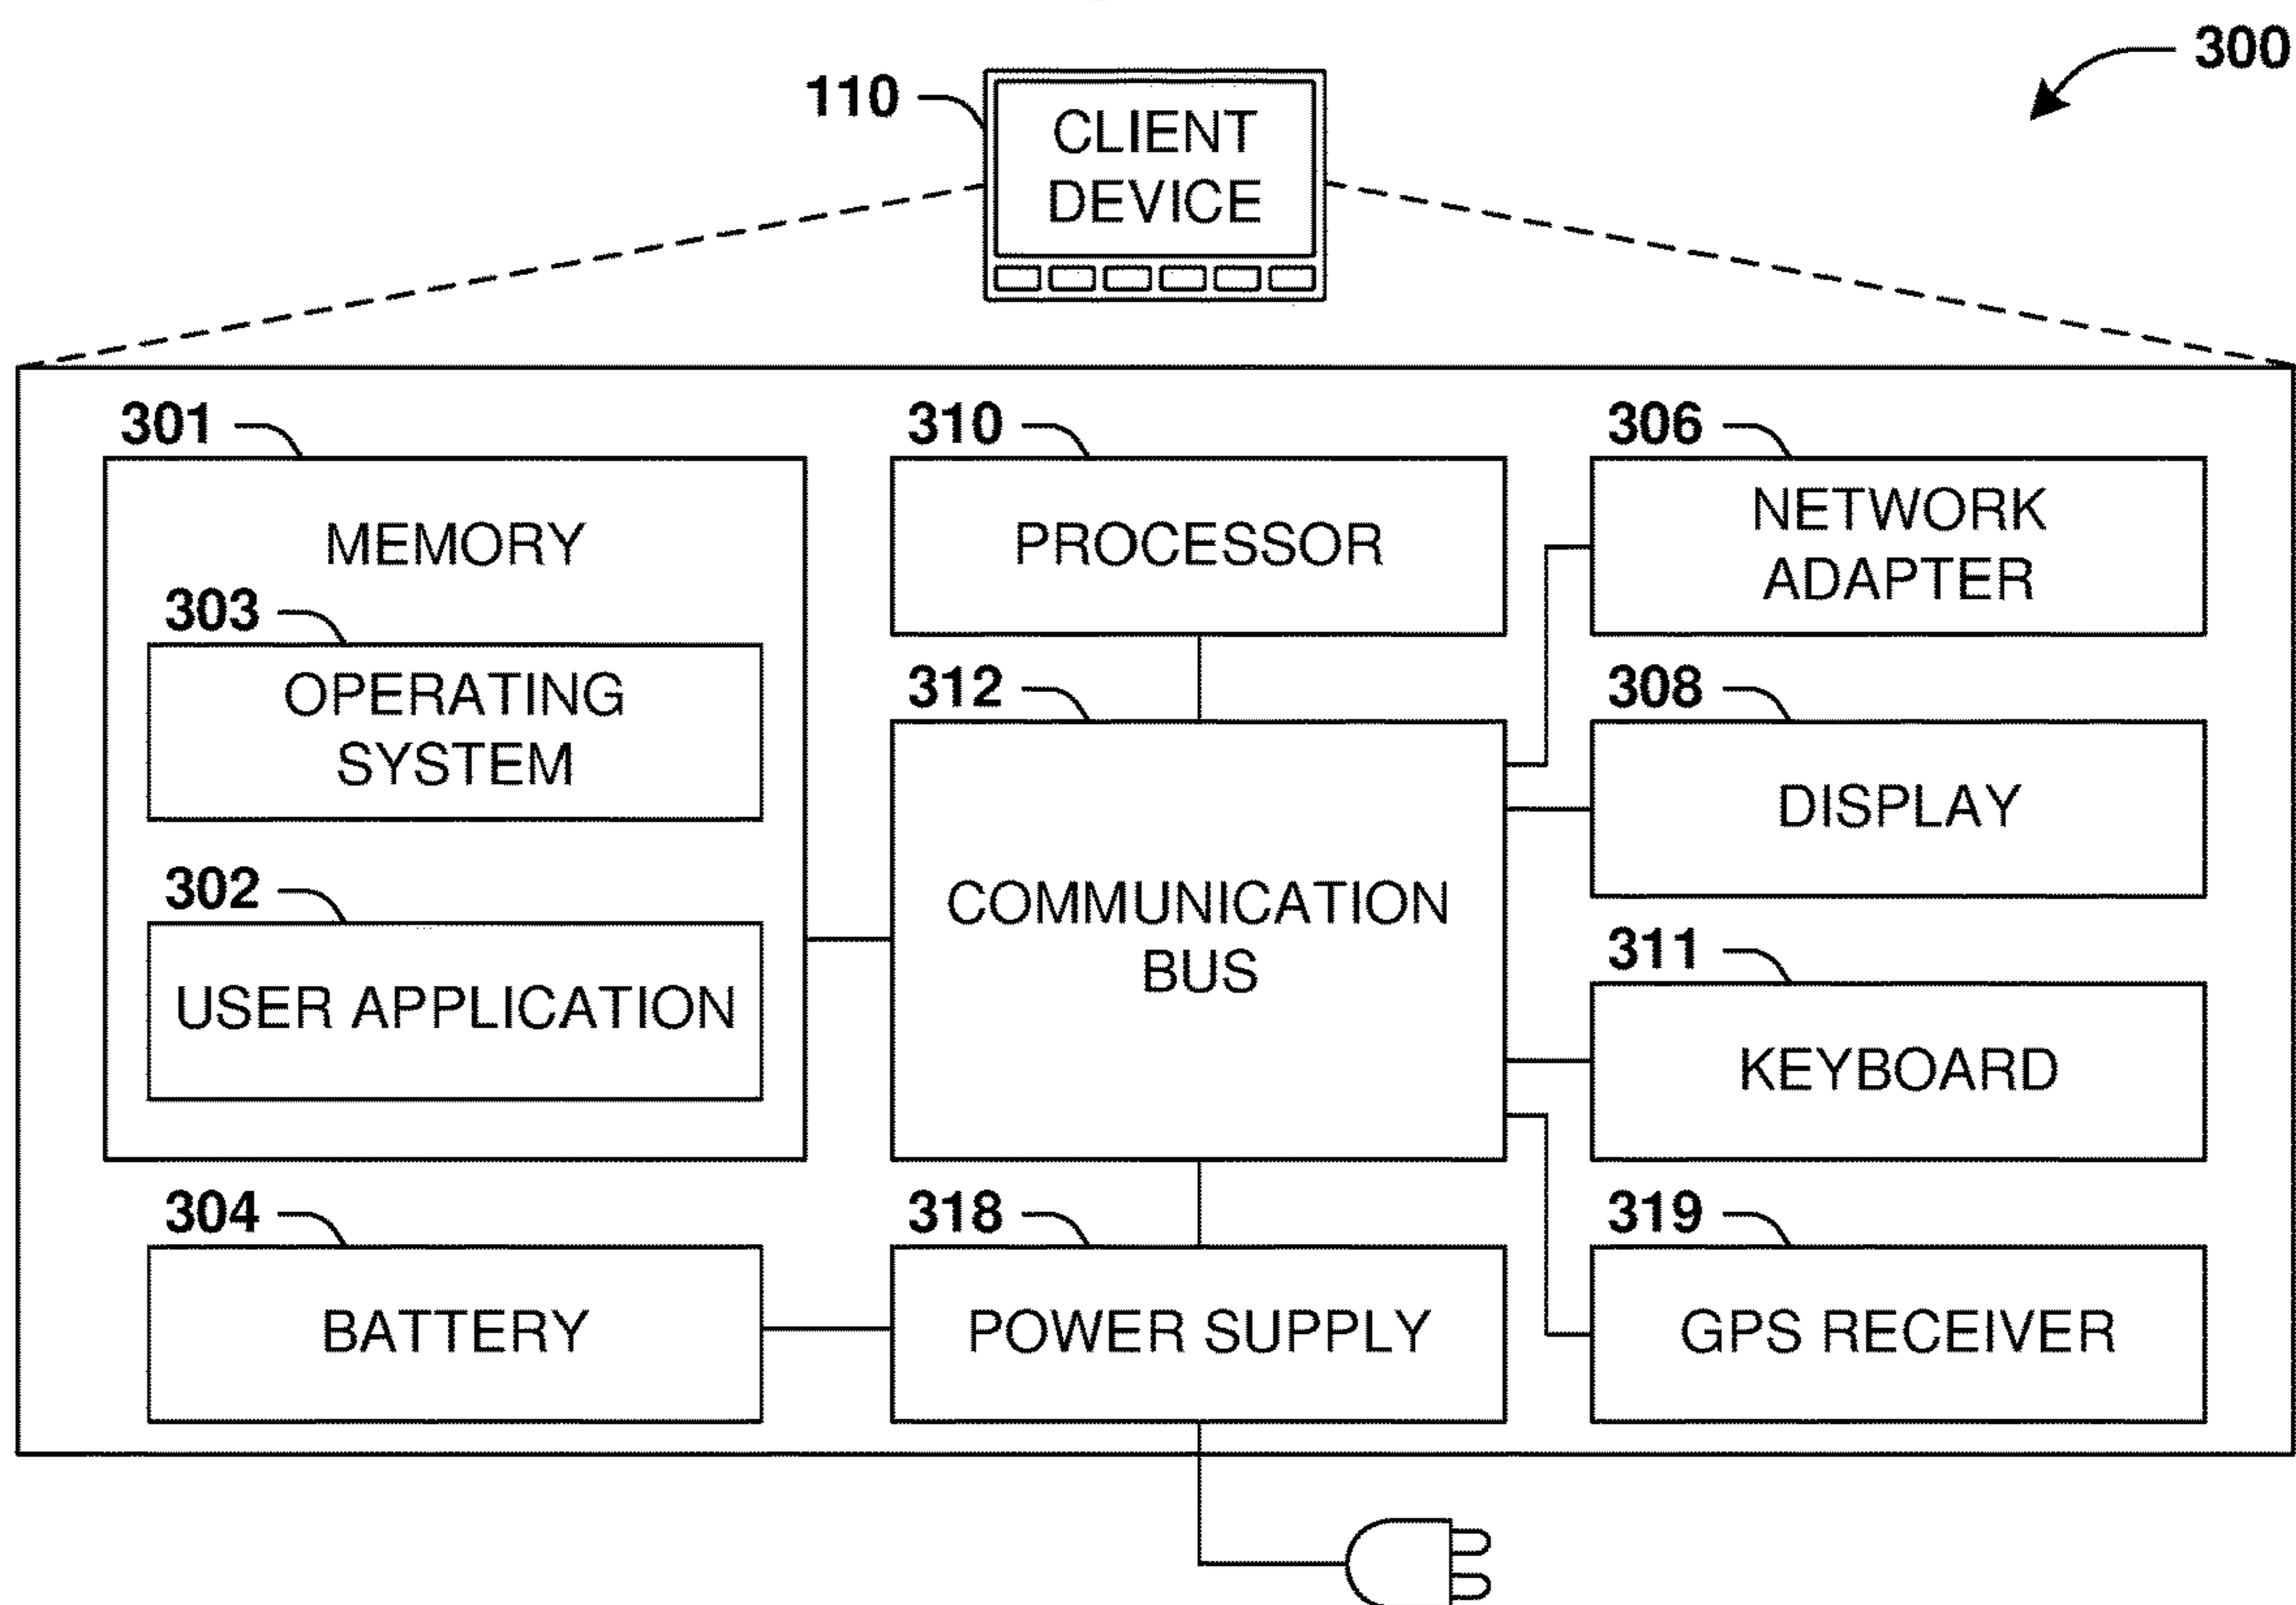 300
110
CLIENT
DEVICE
301
310
306
MEMORY
PROCESSOR
NETWORK
ADAPTER
303
OPERATING
SYSTEM
312
308
COMMUNICATION
BUS
DISPLAY
302
USER APPLICATION
311
KEYBOARD
304
318
319
BATTERY
POWER SUPPLY
GPS RECEIVER